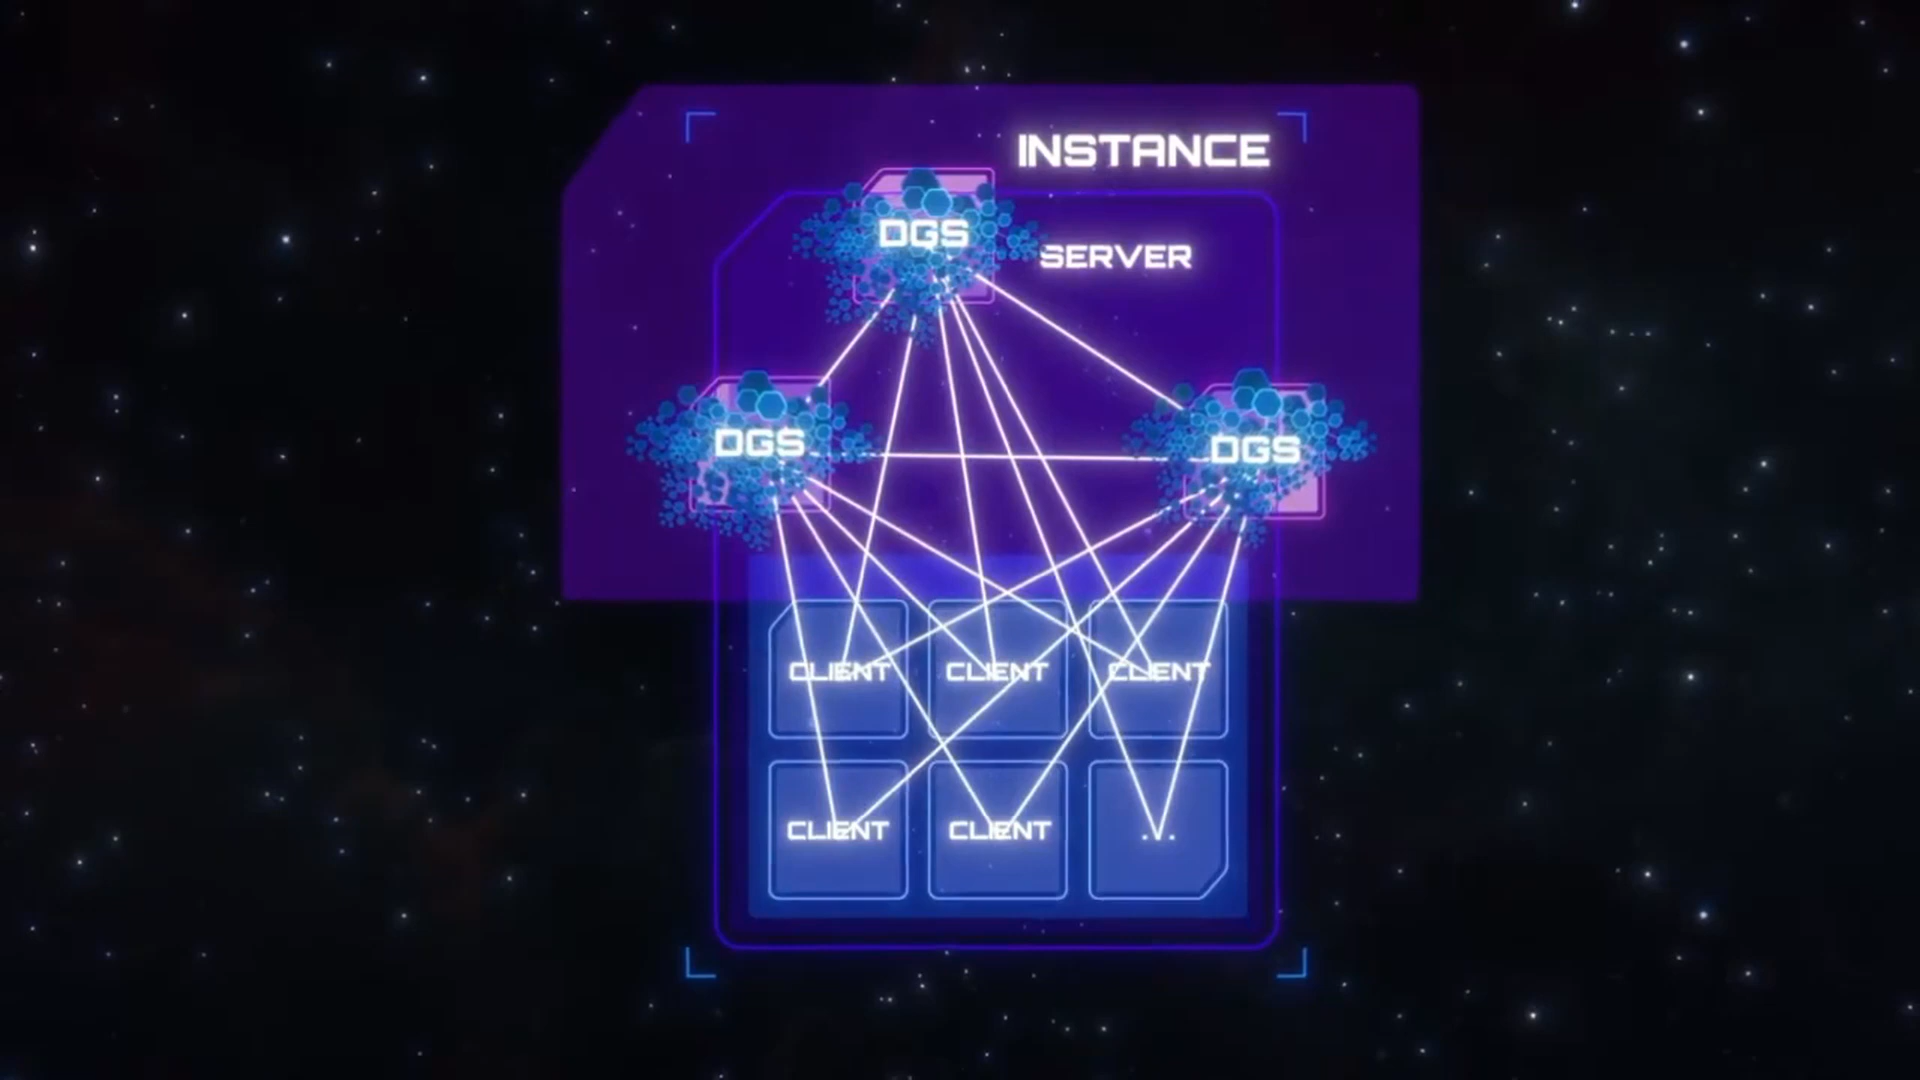 INSTANCE
DGS
SERVER
DGS
DGS
CLIENT
CLIENT
CLIENT
CLIENT
CLIENT
...